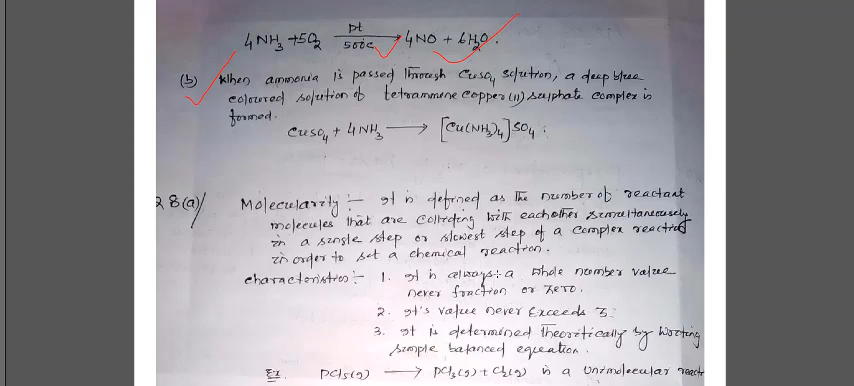 4NH3 + 5O2 pt 500°C → 4NO + 6H2O.
(b) When ammonia is passed through CuSO4 solution, a deep blue
coloured solution of tetrammene copper (II) sulphate complex is
formed.
CuSO4 + 4NH3 → [Cu(NH3)4]SO4 :
28(a)/ Molecularity :- It is defined as the number of reactant
molecules that are colliding with eachother simultaneously
in a single step or slowest step of a complex reaction
in order to set a chemical reaction.
Characteristics :- 1. It is always a whole number value
never fraction or zero.
2. It's value never exceeds 3.
3. It is determined theoritically by writing
simple balanced equation.
Ex. PCl5(g) → PCl3(g) + Cl2(g) is a unimolecular react